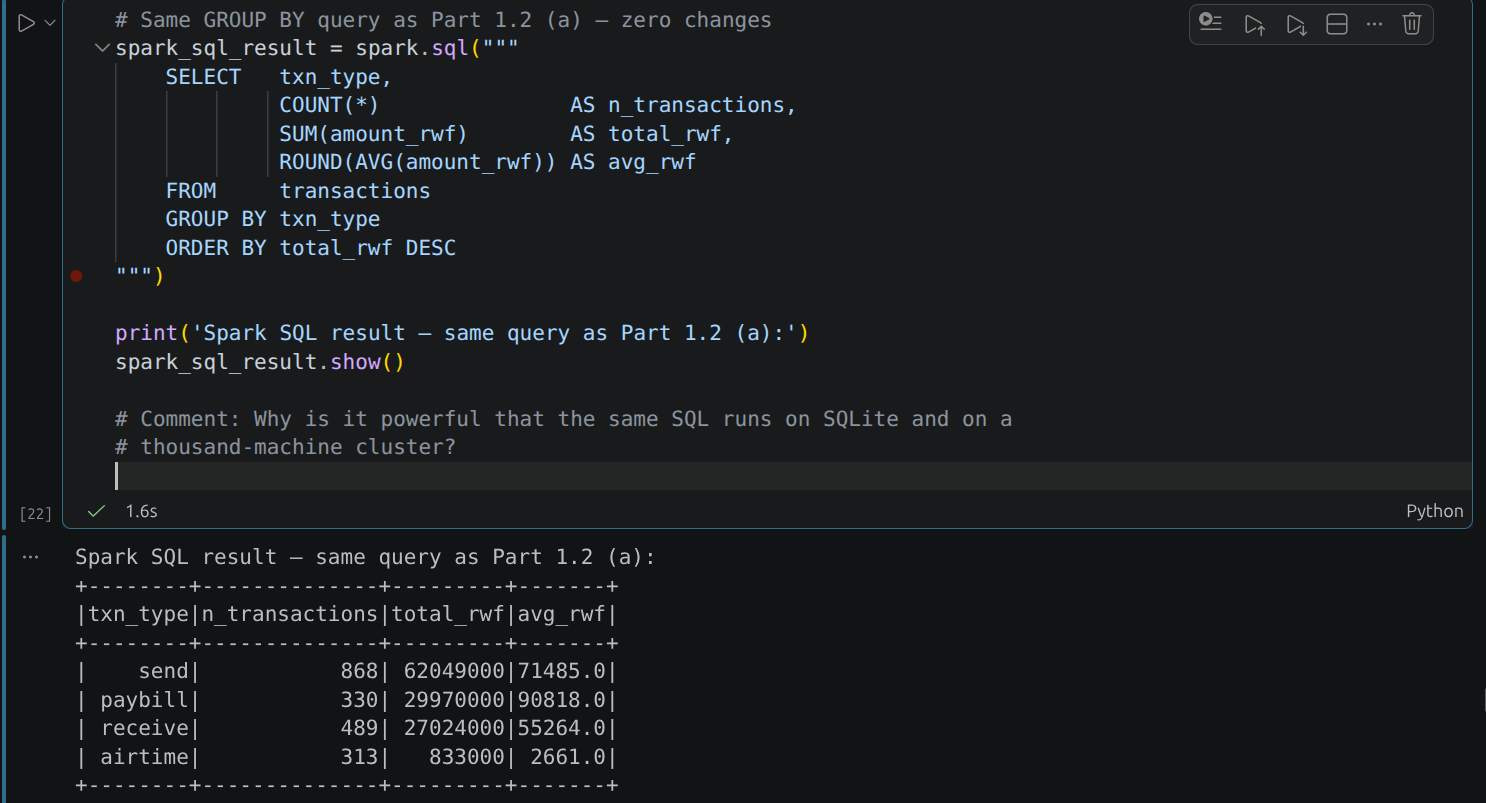 # Same GROUP BY query as Part 1.2 (a) — zero changes
spark_sql_result = spark.sql("""
    SELECT   txn_type,
             COUNT(*)               AS n_transactions,
             SUM(amount_rwf)        AS total_rwf,
             ROUND(AVG(amount_rwf)) AS avg_rwf
    FROM     transactions
    GROUP BY txn_type
    ORDER BY total_rwf DESC
""")
print('Spark SQL result — same query as Part 1.2 (a):')
spark_sql_result.show()
# Comment: Why is it powerful that the same SQL runs on SQLite and on a
# thousand-machine cluster?
[22]
1.6s
Python
Spark SQL result — same query as Part 1.2 (a):
+--------+--------------+---------+-------+
|txn_type|n_transactions|total_rwf|avg_rwf|
+--------+--------------+---------+-------+
|    send|           868| 62049000|71485.0|
| paybill|           330| 29970000|90818.0|
| receive|           489| 27024000|55264.0|
| airtime|           313|   833000| 2661.0|
+--------+--------------+---------+-------+